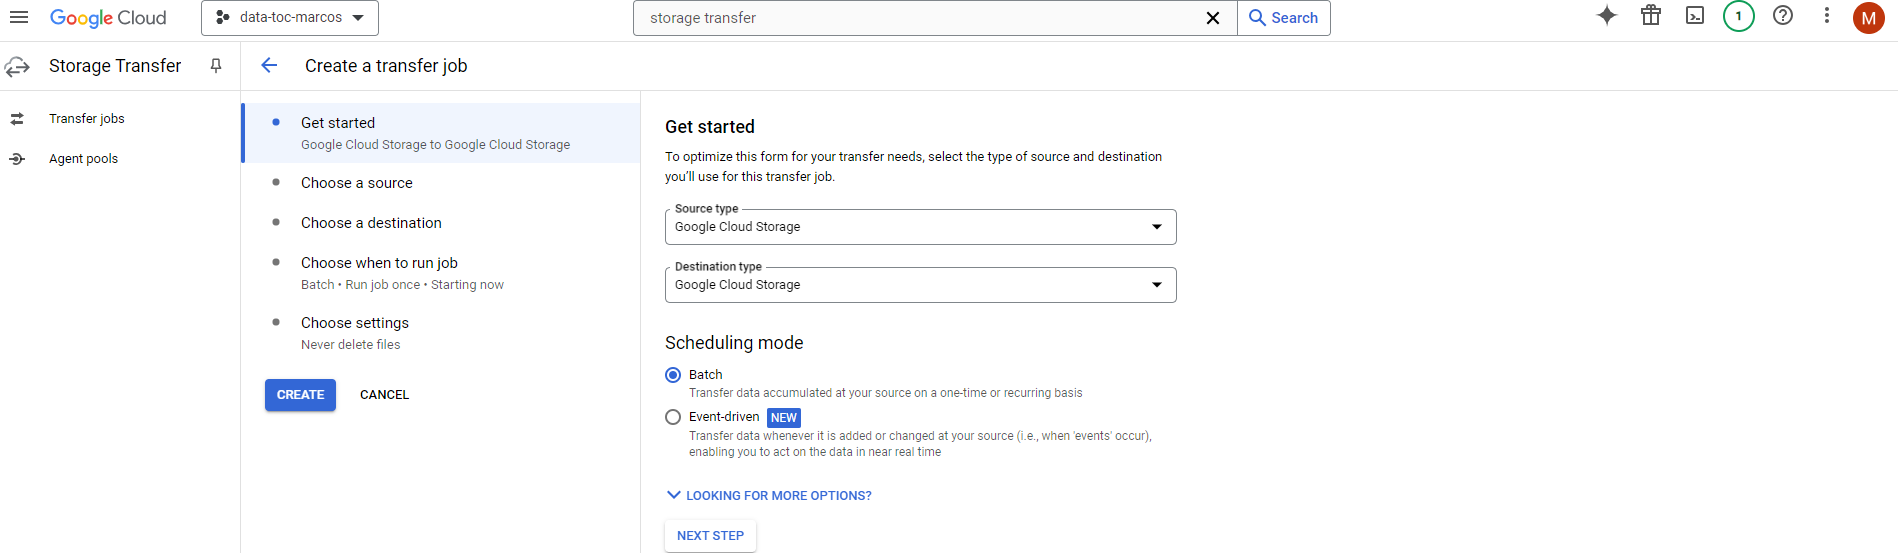 Google Cloud
data-toc-marcos
storage transfer
Search
1
M
Storage Transfer
Create a transfer job
Transfer jobs
Agent pools
Get started
Google Cloud Storage to Google Cloud Storage
Choose a source
Choose a destination
Choose when to run job
Batch • Run job once • Starting now
Choose settings
Never delete files
CREATE
CANCEL
Get started
To optimize this form for your transfer needs, select the type of source and destination
you'll use for this transfer job.
Source type
Google Cloud Storage
Destination type
Google Cloud Storage
Scheduling mode
Batch
Transfer data accumulated at your source on a one-time or recurring basis
Event-driven NEW
Transfer data whenever it is added or changed at your source (i.e., when 'events' occur),
enabling you to act on the data in near real time
LOOKING FOR MORE OPTIONS?
NEXT STEP